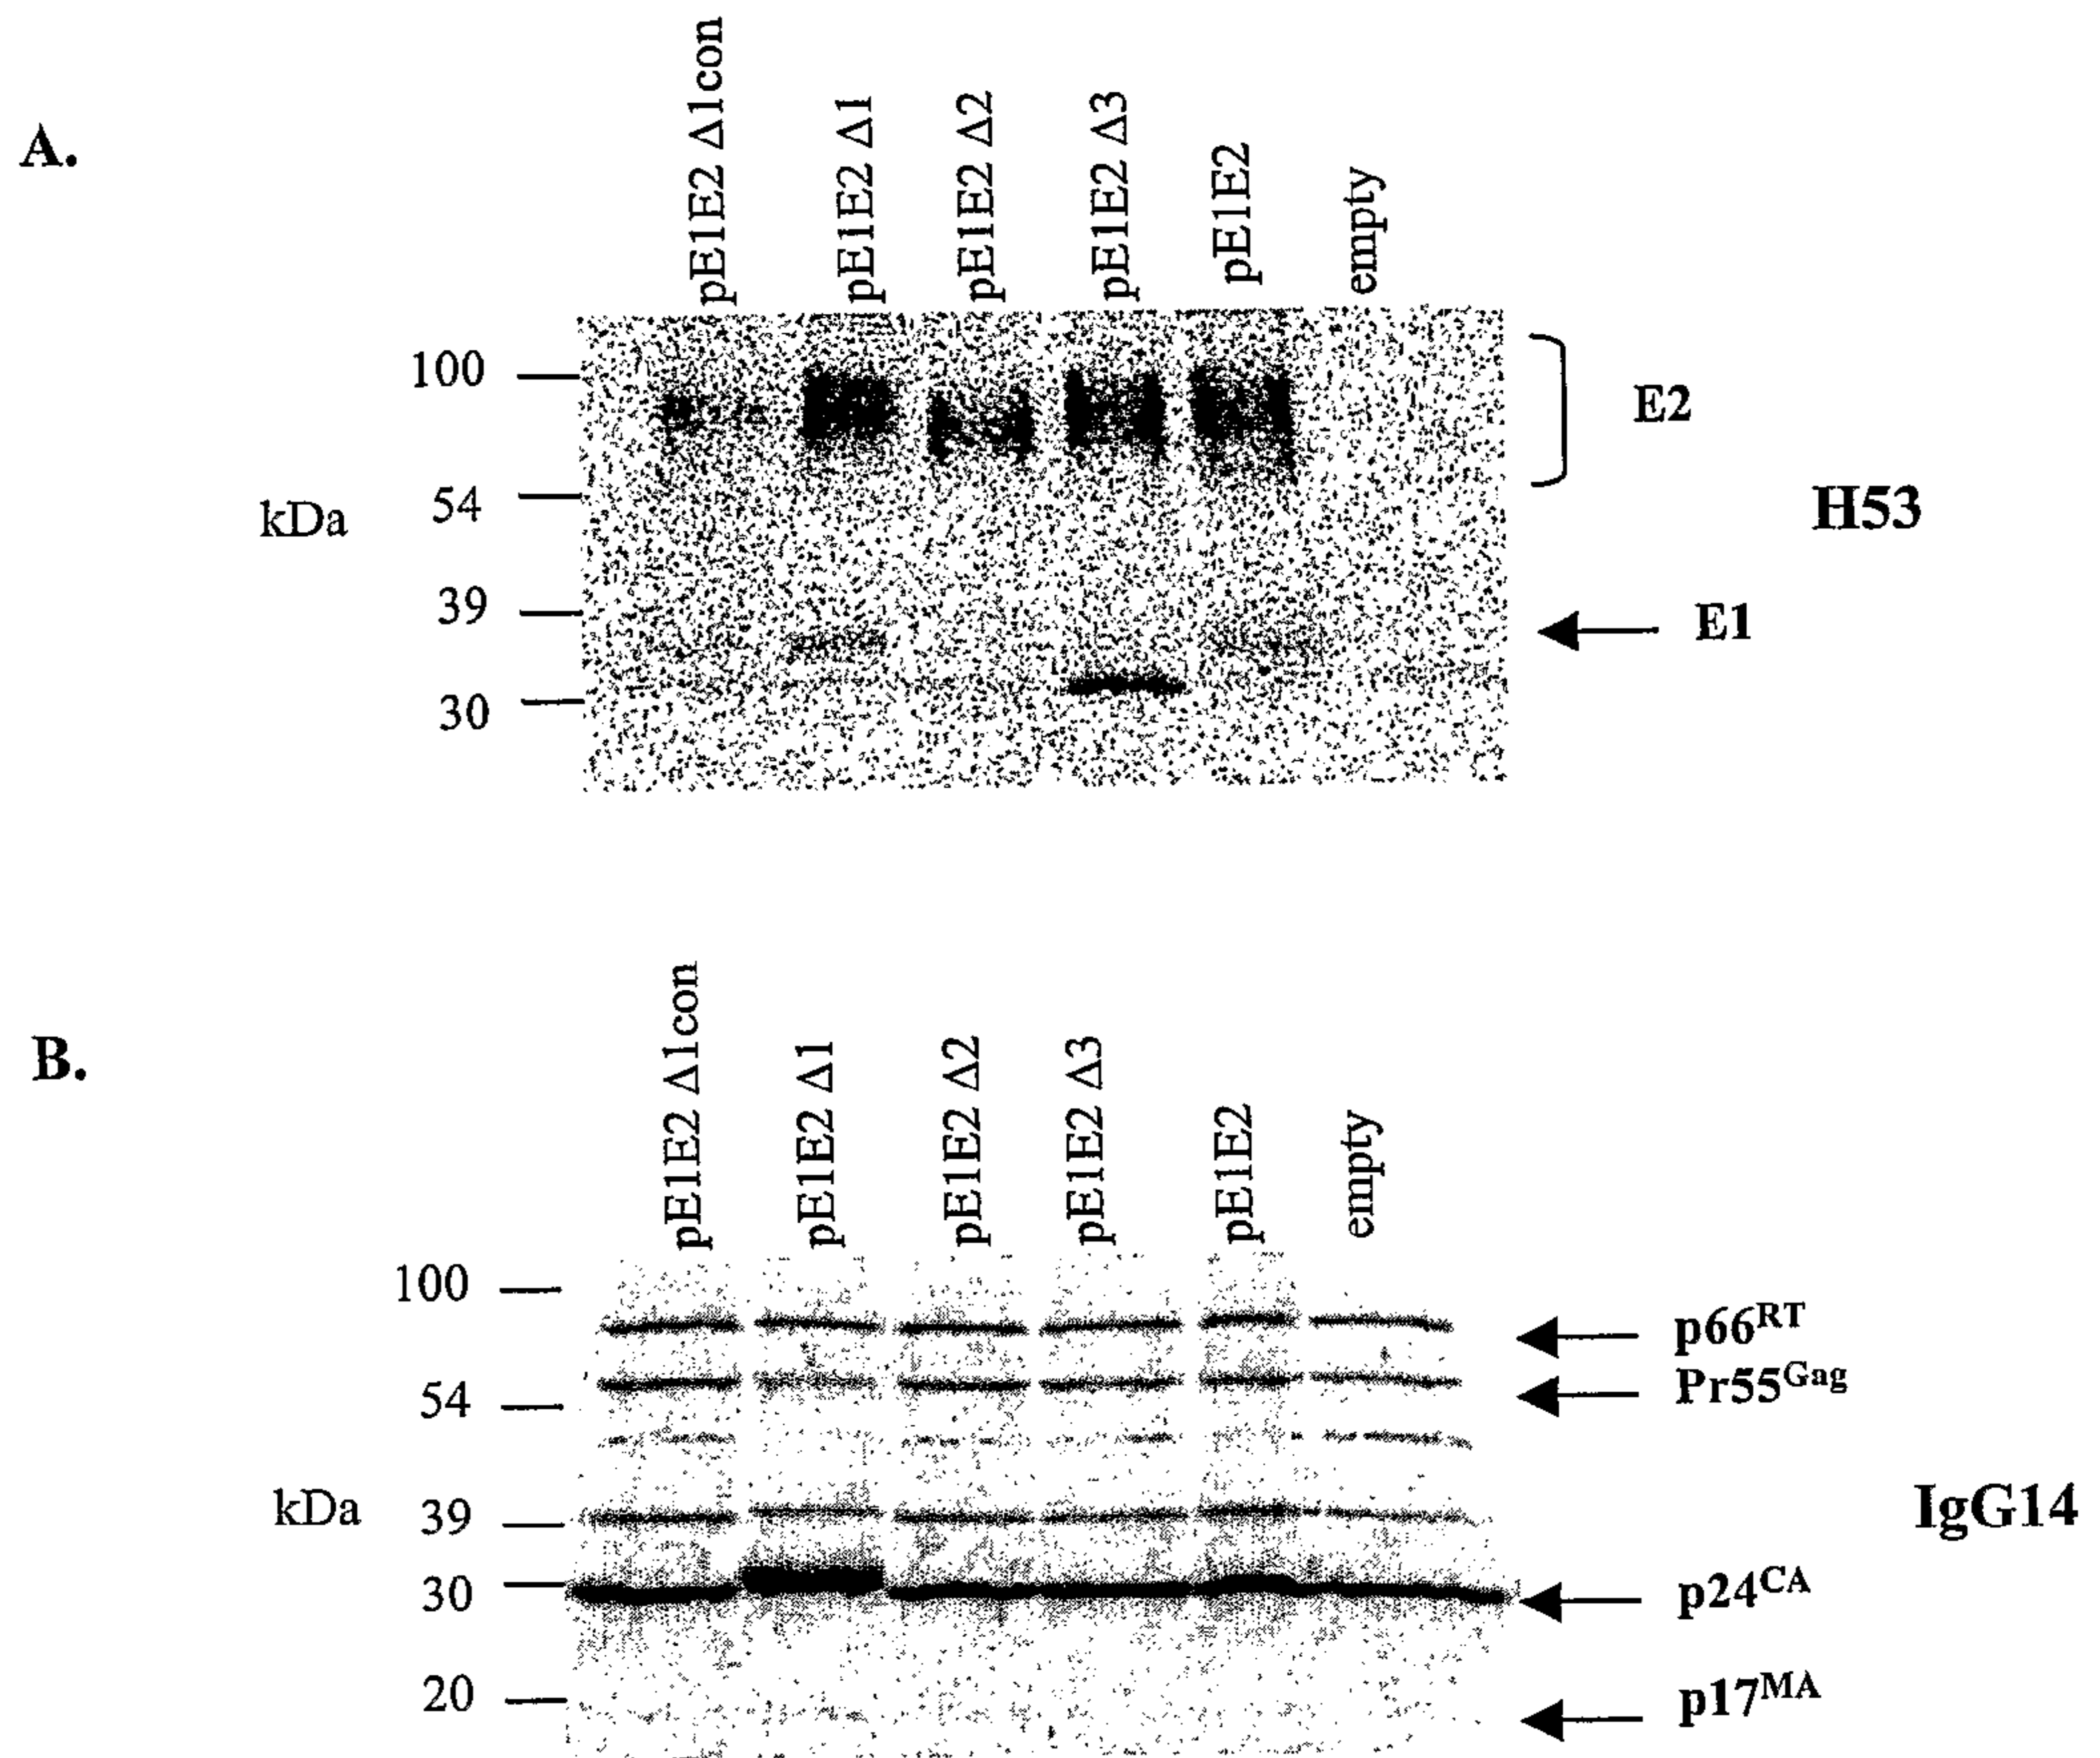 A.
pE1E2 Δ1con
pE1E2 Δ1
pE1E2 Δ2
pE1E2 Δ3
pE1E2
empty
100
54
kDa
39
30
E2
H53
E1
B.
pE1E2 Δ1con
pE1E2 Δ1
pE1E2 Δ2
pE1E2 Δ3
pE1E2
empty
100
54
kDa
39
30
20
p66RT
Pr55Gag
IgG14
p24CA
p17MA